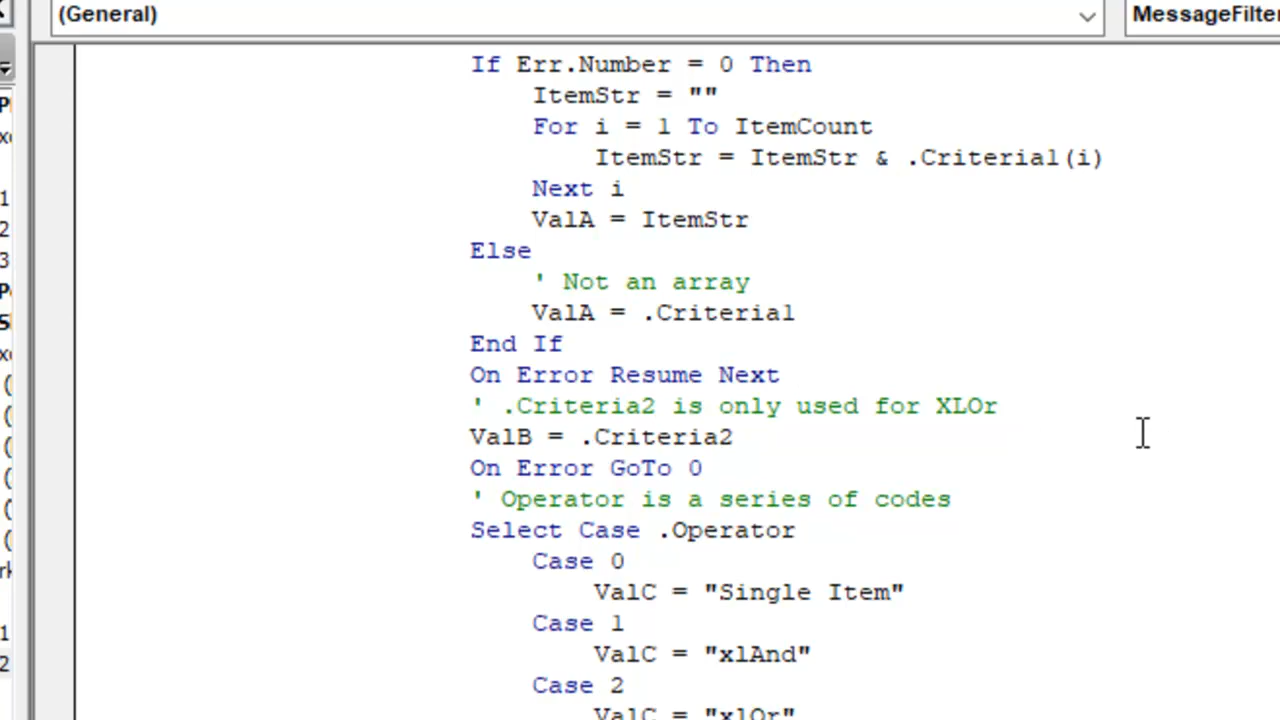 (General)
MessageFilter
If Err.Number = 0 Then
ItemStr = ""
For i = 1 To ItemCount
ItemStr = ItemStr & .Criteria1(i)
Next i
ValA = ItemStr
Else
' Not an array
ValA = .Criteria1
End If
On Error Resume Next
' .Criteria2 is only used for XLOr
ValB = .Criteria2
On Error GoTo 0
' Operator is a series of codes
Select Case .Operator
Case 0
ValC = "Single Item"
Case 1
ValC = "xlAnd"
Case 2
ValC = "xlOr"